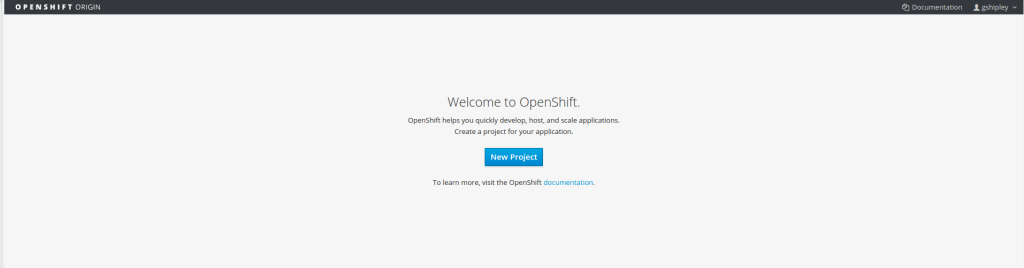 OPENSHIFT ORIGIN
Documentation
gshipley
Welcome to OpenShift.
OpenShift helps you quickly develop, host, and scale applications.
Create a project for your application.
New Project
To learn more, visit the OpenShift documentation.